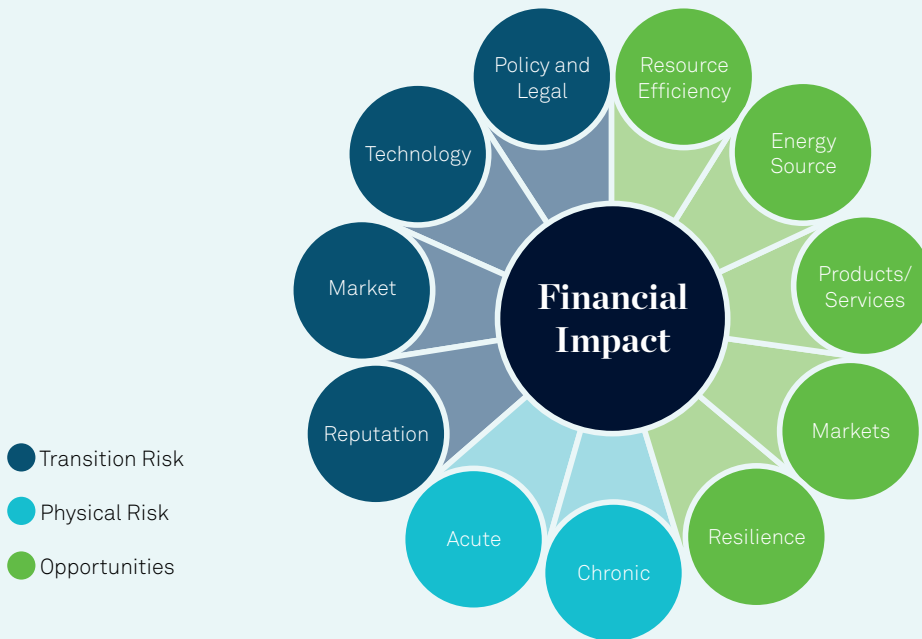 Policy and
Legal
Resource
Efficiency
Technology
Energy
Source
Market
Financial
Impact
Products/
Services
Reputation
Markets
Acute
Chronic
Resilience
Transition Risk
Physical Risk
Opportunities